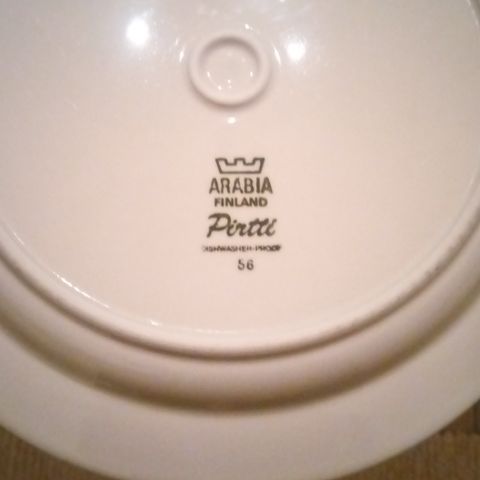 ARABIA
FINLAND
Pirtti
DISHWASHER-PROOF
56